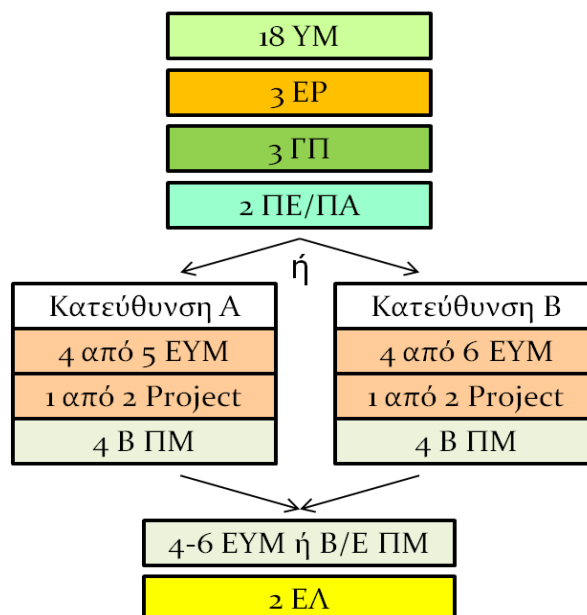 18 ΥΜ
3 ΕΡ
3 ΓΠ
2 ΠΕ/ΠΑ
ή
Κατεύθυνση Α
4 από 5 ΕΥΜ
1 από 2 Project
4 Β ΠΜ
Κατεύθυνση Β
4 από 6 ΕΥΜ
1 από 2 Project
4 Β ΠΜ
4-6 ΕΥΜ ή Β/Ε ΠΜ
2 ΕΛ